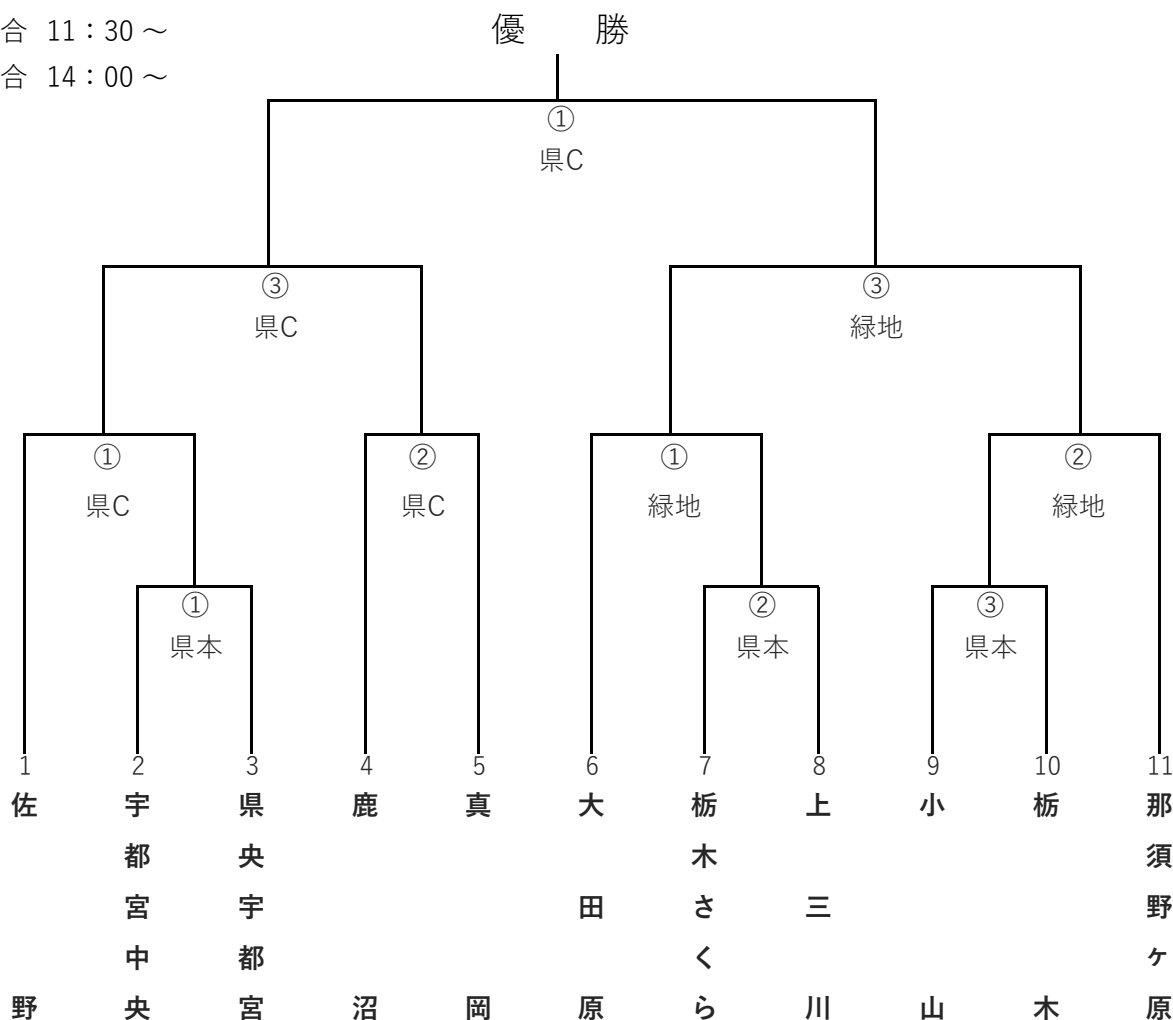 合 11：30～
合 14：00～
優 勝
①
県C
③ ③
県C 緑地
① ② ① ②
県C 県C 緑地 緑地
① ② ③
県本 県本 県本
1 2 3 4 5 6 7 8 9 10 11
佐野
宇都宮中央
県央宇都宮
鹿沼
真岡
大田原
栃木さくら
上三川
小山
栃木
那須野ヶ原